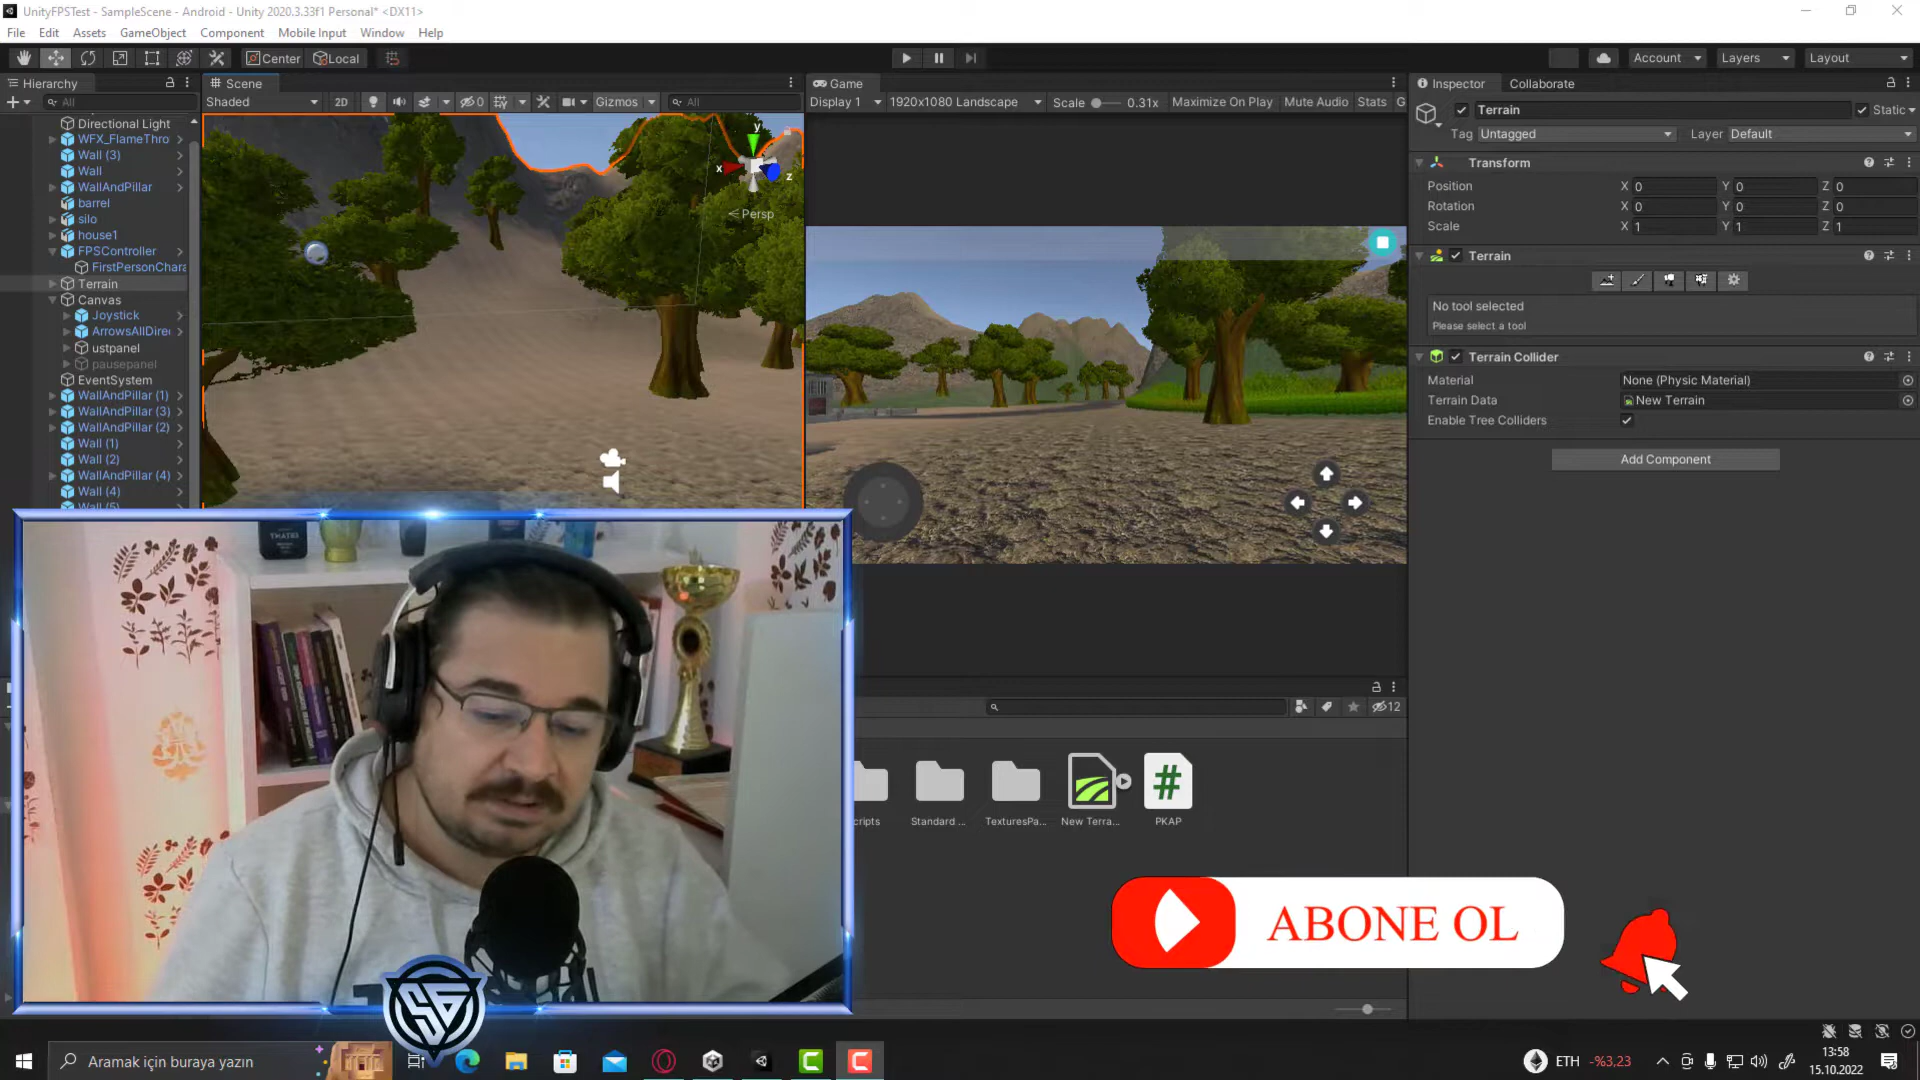 UnityFPSTest - SampleScene - Android - Unity 2020.3.33f1 Personal* <DX11>
File Edit Assets GameObject Component Mobile Input Window Help
Center Local
Account Layers Layout
Hierarchy
All
Directional Light
WFX_FlameThro
Wall (3)
Wall
WallAndPillar
barrel
silo
house1
FPSController
FirstPersonChara
Terrain
Canvas
Joystick
ArrowsAllDirec
ustpanel
pausepanel
EventSystem
WallAndPillar (1)
WallAndPillar (3)
WallAndPillar (2)
Wall (1)
Wall (2)
WallAndPillar (4)
Wall (4)
Wall (5)
Scene
Shaded 2D 0 Gizmos All
y
x
z
Persp
Game
Display 1 1920x1080 Landscape Scale 0.31x Maximize On Play Mute Audio Stats G
Inspector Collaborate
Terrain Static
Tag Untagged Layer Default
Transform
Position X 0 Y 0 Z 0
Rotation X 0 Y 0 Z 0
Scale X 1 Y 1 Z 1
Terrain
No tool selected
Please select a tool
Terrain Collider
Material None (Physic Material)
Terrain Data New Terrain
Enable Tree Colliders
Add Component
12
cripts Standard ... TexturesPa... New Terra... PKAP
ABONE OL
SG
Aramak için buraya yazın
ETH -%3,23
13:58
15.10.2022